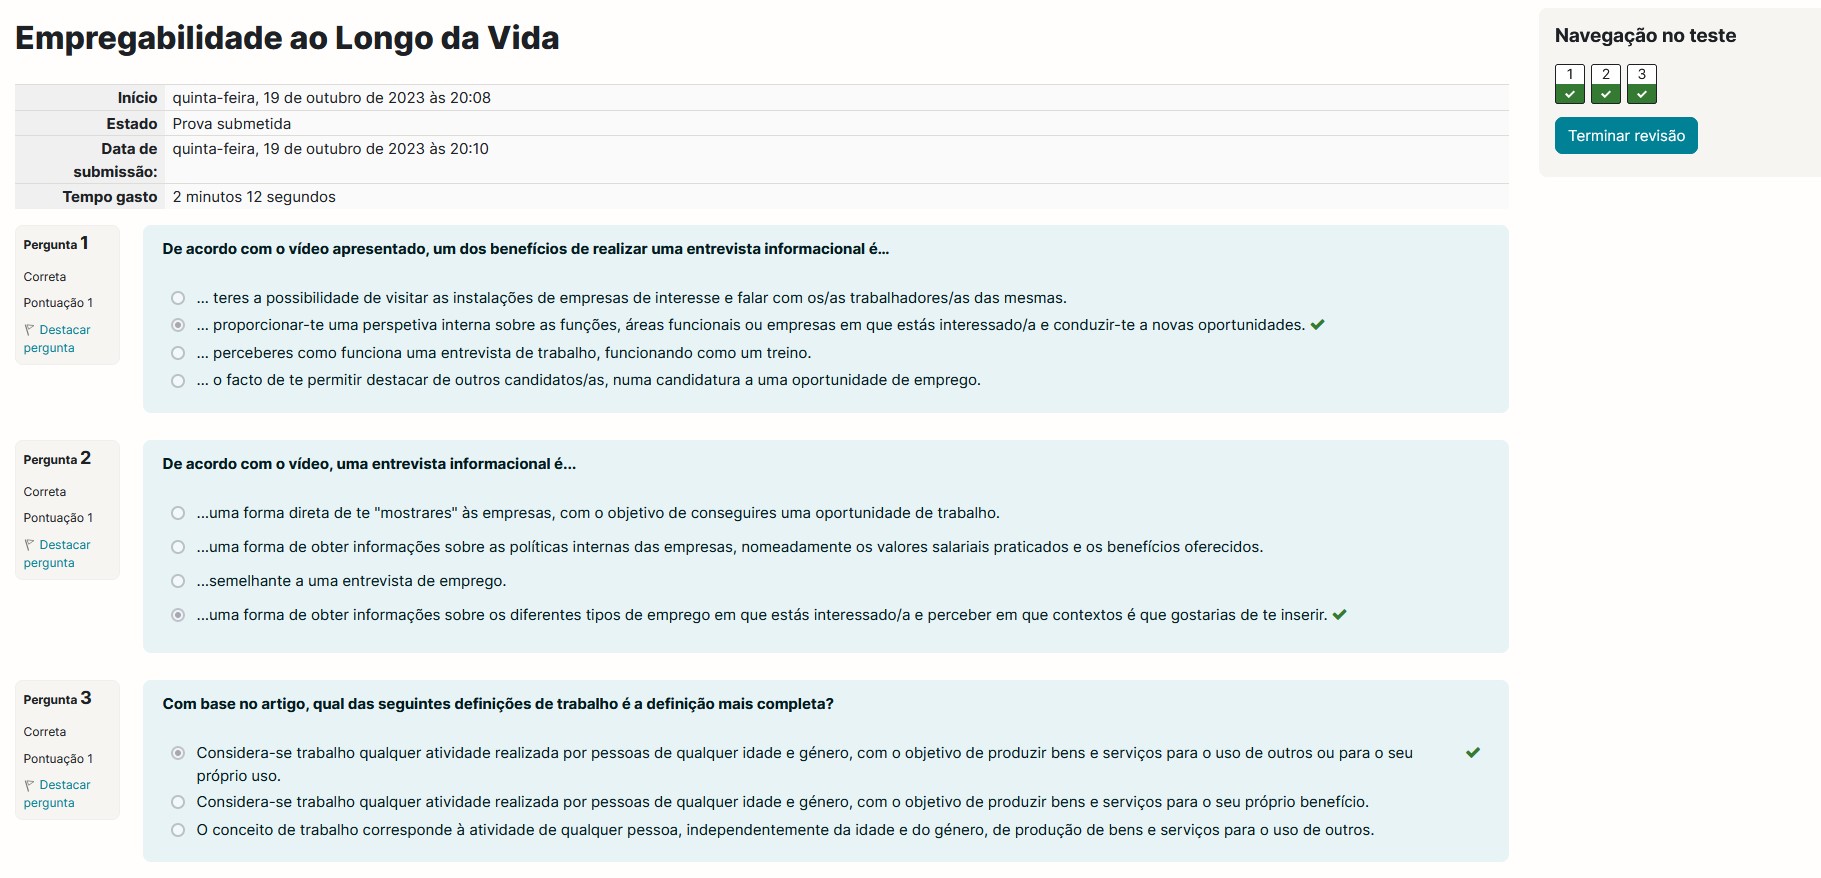 Empregabilidade ao Longo da Vida
Início quinta-feira, 19 de outubro de 2023 às 20:08
Estado Prova submetida
Data de submissão: quinta-feira, 19 de outubro de 2023 às 20:10
Tempo gasto 2 minutos 12 segundos
Pergunta 1
Correta
Pontuação 1
Destacar
pergunta
De acordo com o vídeo apresentado, um dos benefícios de realizar uma entrevista informacional é...
... teres a possibilidade de visitar as instalações de empresas de interesse e falar com os/as trabalhadores/as das mesmas.
... proporcionar-te uma perspetiva interna sobre as funções, áreas funcionais ou empresas em que estás interessado/a e conduzir-te a novas oportunidades.
... perceberes como funciona uma entrevista de trabalho, funcionando como um treino.
... o facto de te permitir destacar de outros candidatos/as, numa candidatura a uma oportunidade de emprego.
Pergunta 2
Correta
Pontuação 1
Destacar
pergunta
De acordo com o vídeo, uma entrevista informacional é...
...uma forma direta de te "mostrares" às empresas, com o objetivo de conseguires uma oportunidade de trabalho.
...uma forma de obter informações sobre as políticas internas das empresas, nomeadamente os valores salariais praticados e os benefícios oferecidos.
...semelhante a uma entrevista de emprego.
...uma forma de obter informações sobre os diferentes tipos de emprego em que estás interessado/a e perceber em que contextos é que gostarias de te inserir.
Pergunta 3
Correta
Pontuação 1
Destacar
pergunta
Com base no artigo, qual das seguintes definições de trabalho é a definição mais completa?
Considera-se trabalho qualquer atividade realizada por pessoas de qualquer idade e género, com o objetivo de produzir bens e serviços para o uso de outros ou para o seu
próprio uso.
Considera-se trabalho qualquer atividade realizada por pessoas de qualquer idade e género, com o objetivo de produzir bens e serviços para o seu próprio benefício.
O conceito de trabalho corresponde à atividade de qualquer pessoa, independentemente da idade e do género, de produção de bens e serviços para o uso de outros.
Navegação no teste
1 2 3
Terminar revisão